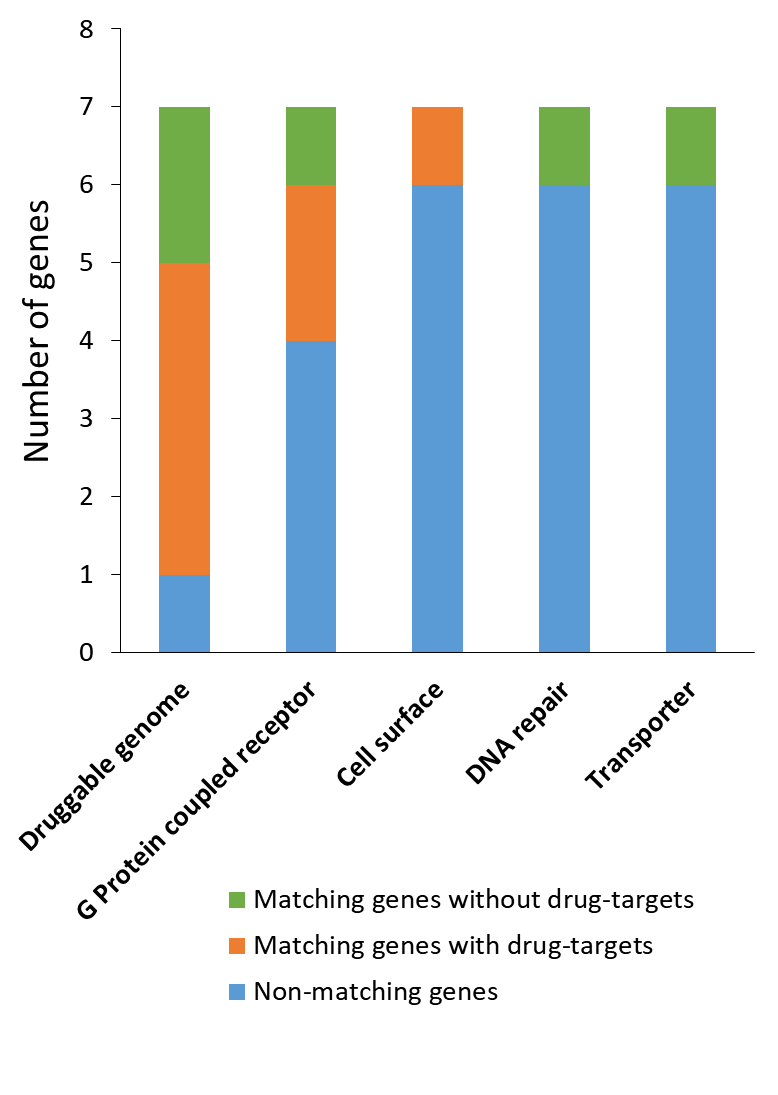 Number of genes
8
7
6
5
4
3
2
1
0
Druggable genome
G Protein coupled receptor
Cell surface
DNA repair
Transporter
Matching genes without drug-targets
Matching genes with drug-targets
Non-matching genes